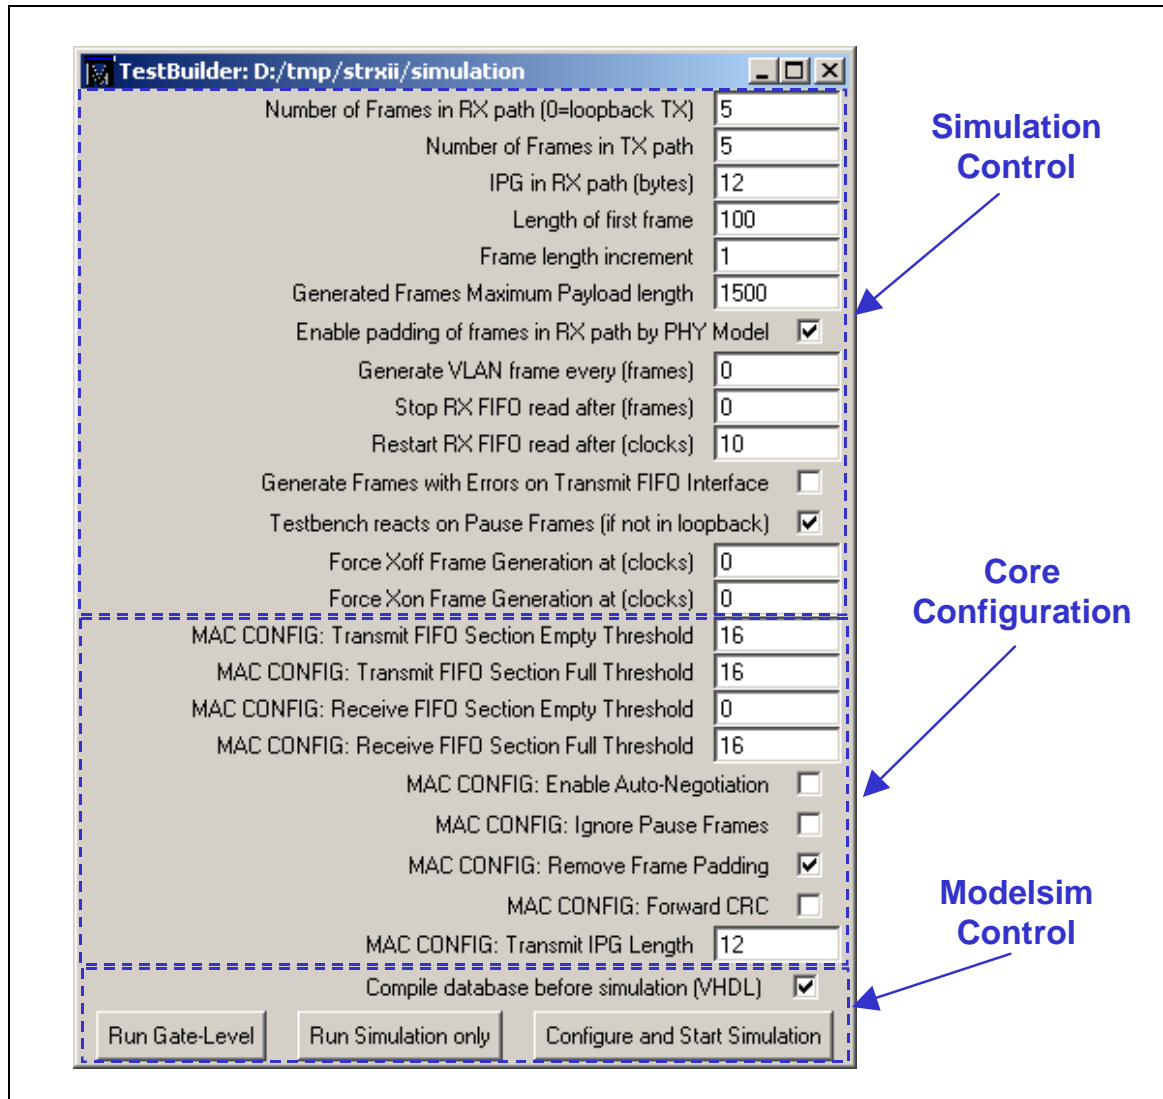 TestBuilder: D:/tmp/strxii/simulation
Number of Frames in RX path (0=loopback TX) 5
Number of Frames in TX path 5
IPG in RX path (bytes) 12
Length of first frame 100
Frame length increment 1
Generated Frames Maximum Payload length 1500
Enable padding of frames in RX path by PHY Model
Generate VLAN frame every (frames) 0
Stop RX FIFO read after (frames) 0
Restart RX FIFO read after (clocks) 10
Generate Frames with Errors on Transmit FIFO Interface
Testbench reacts on Pause Frames (if not in loopback)
Force Xoff Frame Generation at (clocks) 0
Force Xon Frame Generation at (clocks) 0
MAC CONFIG: Transmit FIFO Section Empty Threshold 16
MAC CONFIG: Transmit FIFO Section Full Threshold 16
MAC CONFIG: Receive FIFO Section Empty Threshold 0
MAC CONFIG: Receive FIFO Section Full Threshold 16
MAC CONFIG: Enable Auto-Negotiation
MAC CONFIG: Ignore Pause Frames
MAC CONFIG: Remove Frame Padding
MAC CONFIG: Forward CRC
MAC CONFIG: Transmit IPG Length 12
Compile database before simulation (VHDL)
Run Gate-Level Run Simulation only Configure and Start Simulation
Simulation
Control
Core
Configuration
Modelsim
Control